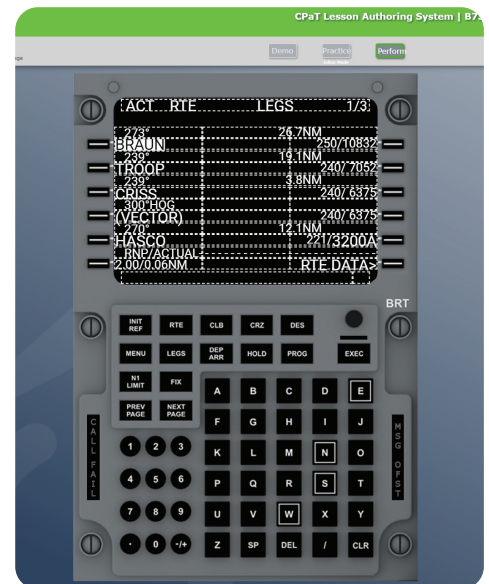 CPaT Lesson Authoring System | B73
Demo Practice Perform
ACT RTE LEGS 1/3
273° 26.7NM
BRAUN 250/10832
239° 19.1NM
TROOP 240/ 7052
239° 3.8NM
CRISS 240/ 6375
300°HDG
(VECTOR) 240/ 6375
270° 12.1NM
HASCO 221/3200A
RNP/ACTUAL
2.00/0.06NM RTE DATA>
BRT
INIT REF RTE CLB CRZ DES
MENU LEGS DEP ARR HOLD PROG EXEC
N1 LIMIT FIX
PREV PAGE NEXT PAGE
A B C D E
F G H I J
1 2 3 K L M N O
4 5 6 P Q R S T
7 8 9 U V W X Y
. 0 -/+ Z SP DEL / CLR
CALL FAIL
MSG OFST